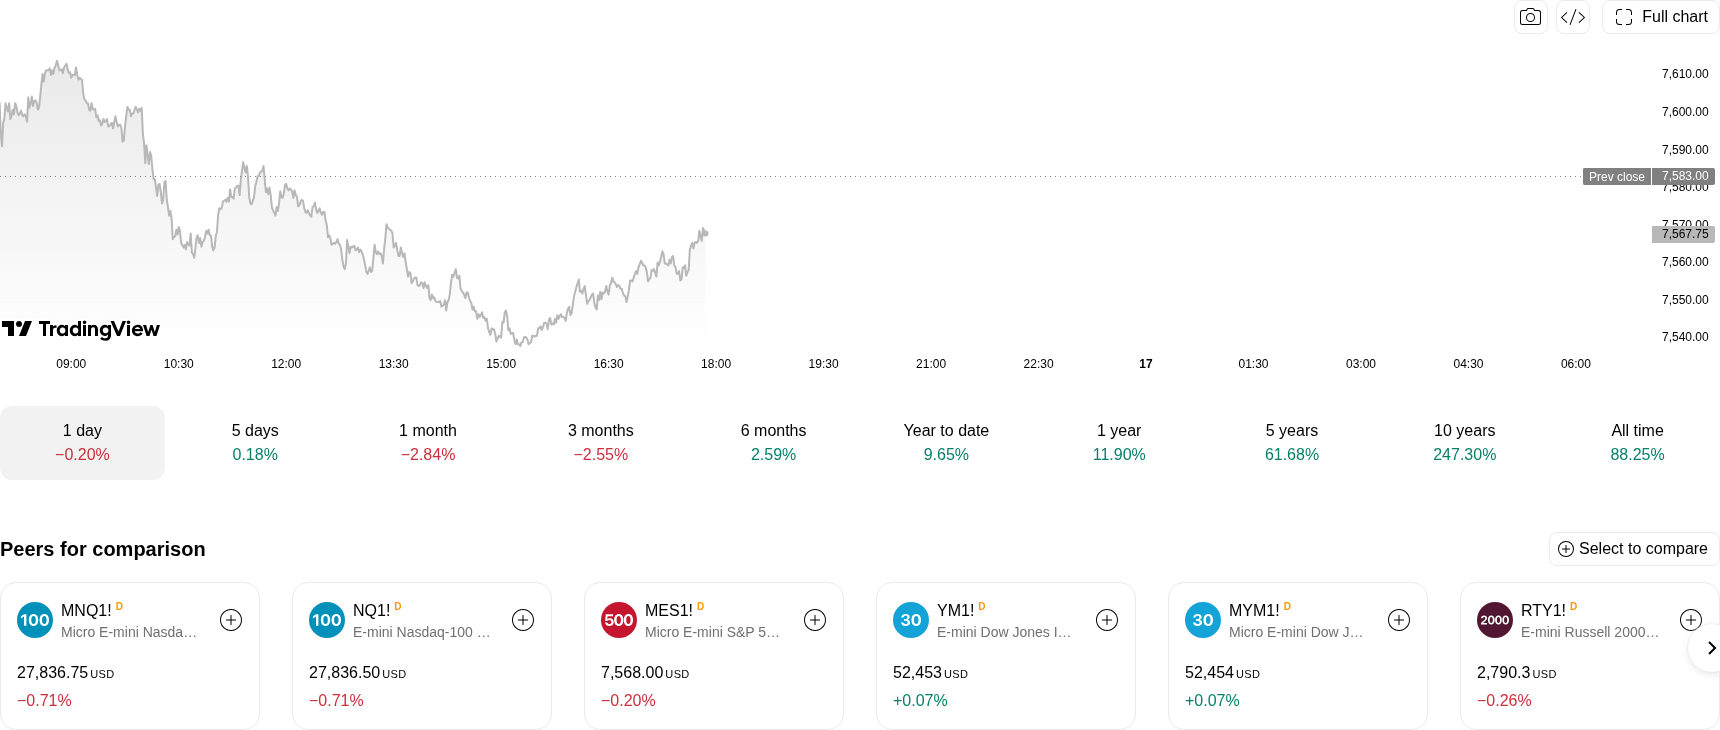 Full chart
7,610.00
7,600.00
7,590.00
Prev close 7,583.00
7,580.00
7,570.00
7,567.75
7,560.00
7,550.00
7,540.00
TradingView
09:00 10:30 12:00 13:30 15:00 16:30 18:00 19:30 21:00 22:30 17 01:30 03:00 04:30 06:00
1 day 5 days 1 month 3 months 6 months Year to date 1 year 5 years 10 years All time
−0.20% 0.18% −2.84% −2.55% 2.59% 9.65% 11.90% 61.68% 247.30% 88.25%
Peers for comparison
Select to compare
100 MNQ1! D
Micro E-mini Nasda…
27,836.75 USD
−0.71%
100 NQ1! D
E-mini Nasdaq-100 …
27,836.50 USD
−0.71%
500 MES1! D
Micro E-mini S&P 5…
7,568.00 USD
−0.20%
30 YM1! D
E-mini Dow Jones I…
52,453 USD
+0.07%
30 MYM1! D
Micro E-mini Dow J…
52,454 USD
+0.07%
2000 RTY1! D
E-mini Russell 2000…
2,790.3 USD
−0.26%